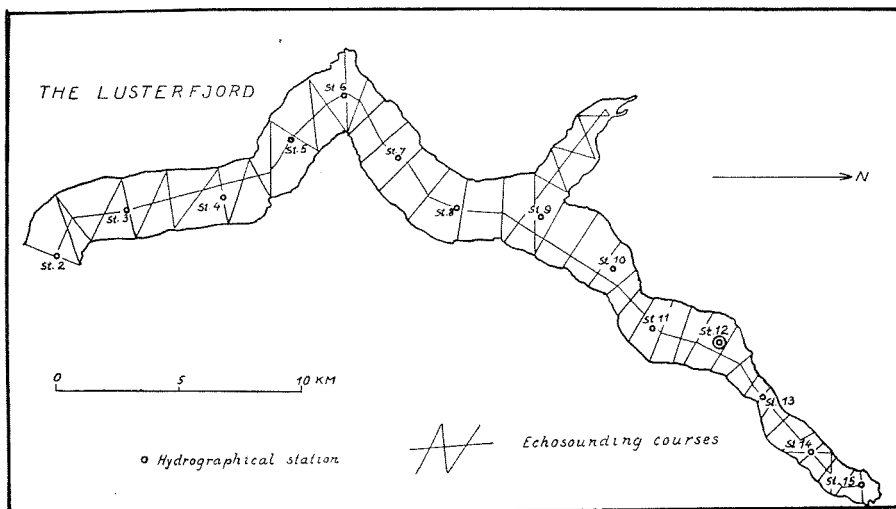 THE LUSTERFJORD
St 6
St. 5
St. 7
St. 4
St. 3
St. 8
St. 9
St. 2
St. 10
St 11
St. 12
St. 13
St 14
St. 15
N
0 5 10 KM
Hydrographical station
Echosounding courses